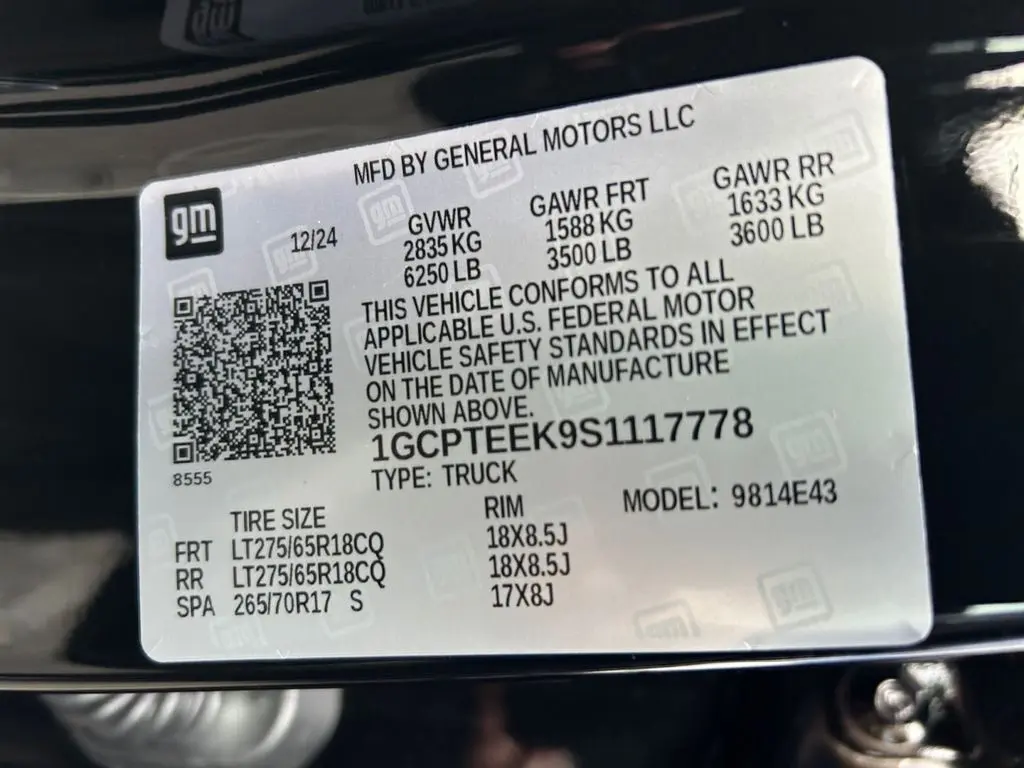 MFD BY GENERAL MOTORS LLC
gm
12/24
GVWR GAWR FRT GAWR RR
2835 KG 1588 KG 1633 KG
6250 LB 3500 LB 3600 LB
THIS VEHICLE CONFORMS TO ALL
APPLICABLE U.S. FEDERAL MOTOR
VEHICLE SAFETY STANDARDS IN EFFECT
ON THE DATE OF MANUFACTURE
SHOWN ABOVE.
1GCPTEEK9S1117778
8555
TYPE: TRUCK
MODEL: 9814E43
TIRE SIZE RIM
FRT LT275/65R18CQ 18X8.5J
RR LT275/65R18CQ 18X8.5J
SPA 265/70R17 S 17X8J